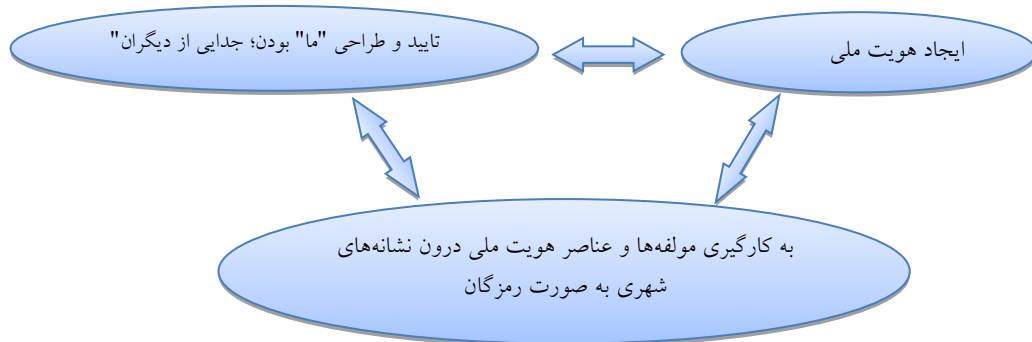 ایجاد هویت ملی
تایید و طراحی "ما" بودن؛ جدایی از دیگران"
به کارگیری مولفه‌ها و عناصر هویت ملی درون نشانه‌های
شهری به صورت رمزگان